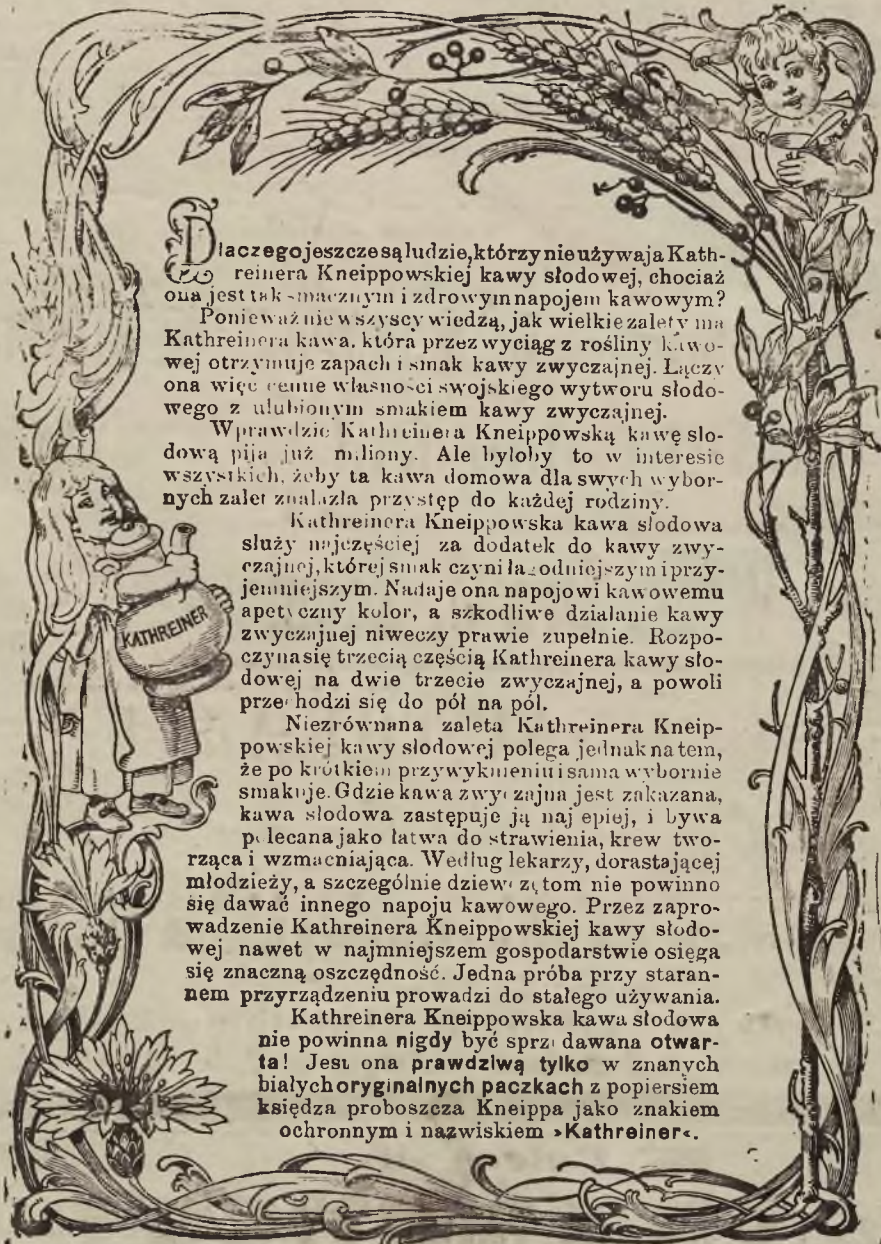 Dlaczego jeszcze są ludzie, którzy nie używają Kath-
reinera Kneippowskiej kawy słodowej, chociaż
ona jest tak smacznym i zdrowym napojem kawowym?
Ponieważ nie wszyscy wiedzą, jak wielkie zalety ma
Kathreinera kawa, która przez wyciąg z rośliny kawo-
wej otrzymuje zapach i smak kawy zwyczajnej. Łączy
ona więc cenne własności swojskiego wytworu słodo-
wego z ulubionym smakiem kawy zwyczajnej.
Wprawdzie Kathreinera Kneippowską kawę sło-
dową pija już miliony. Ale byłoby to w interesie
wszystkich, żeby ta kawa domowa dla swych wybor-
nych zalet znalazła przystęp do każdej rodziny.
Kathreinera Kneippowska kawa słodowa
służy najczęściej za dodatek do kawy zwy-
czajnej, której smak czyni łagodniejszym i przy-
jemniejszym. Nadaje ona napojowi kawowemu
apetyczny kolor, a szkodliwe działanie kawy
zwyczajnej niweczy prawie zupełnie. Rozpo-
czyna się trzecią częścią Kathreinera kawy sło-
dowej na dwie trzecie zwyczajnej, a powoli
przechodzi się do pół na pół.
Niezrównana zaleta Kathreinera Kneip-
powskiej kawy słodowej polega jednak na tem,
że po krótkiem przywyknieniu i sama wybornie
smakuje. Gdzie kawa zwyczajna jest zakazana,
kawa słodowa zastępuje ją najlepiej, i bywa
polecana jako łatwa do strawienia, krew two-
rząca i wzmacniająca. Według lekarzy, dorastającej
młodzieży, a szczególnie dziewczętom nie powinno
się dawać innego napoju kawowego. Przez zapro-
wadzenie Kathreinera Kneippowskiej kawy słodo-
wej nawet w najmniejszem gospodarstwie osięga
się znaczną oszczędność. Jedna próba przy staran-
nem przyrządzeniu prowadzi do stałego używania.
Kathreinera Kneippowska kawa słodowa
nie powinna nigdy być sprzedawana otwar-
ta! Jest ona prawdziwą tylko w znanych
białych oryginalnych paczkach z popiersiem
księdza proboszcza Kneippa jako znakiem
ochronnym i nazwiskiem »Kathreiner«.
KATHREINER